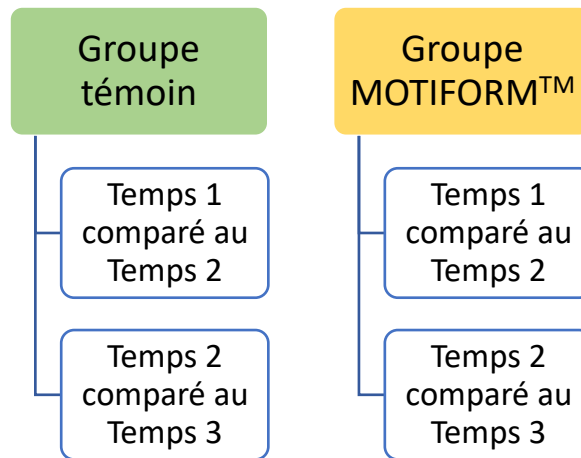 Groupe
témoin
Temps 1
comparé au
Temps 2
Temps 2
comparé au
Temps 3
Groupe
MOTIFORM™
Temps 1
comparé au
Temps 2
Temps 2
comparé au
Temps 3